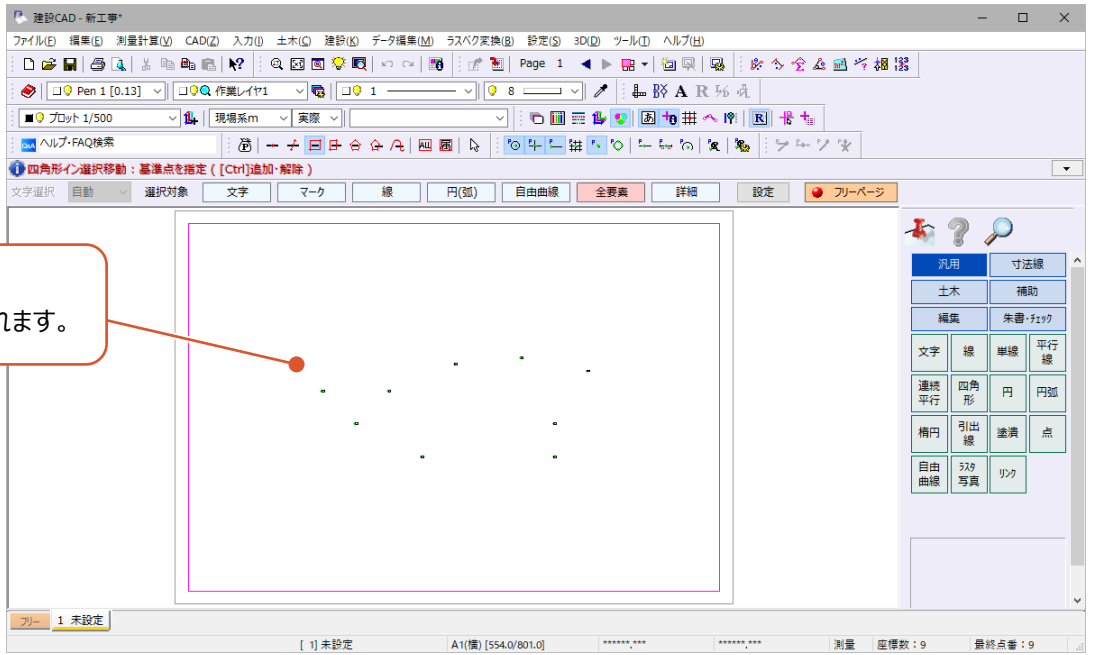 建設CAD - 新工事*
ファイル(F) 編集(E) 測量計算(V) CAD(Z) 入力(I) 土木(C) 建設(K) データ編集(M) ラスベク変換(B) 設定(S) 3D(D) ツール(T) ヘルプ(H)
Page 1
Pen 1 [0.13] 作業レイヤ1 1 8 A R
プロット 1/500 現場系m 実際
ヘルプ・FAQ検索
四角形イン選択移動：基準点を指定（[Ctrl]追加・解除）
文字選択 自動 選択対象 文字 マーク 線 円(弧) 自由曲線 全要素 詳細 設定 フリーページ
れます。
汎用 寸法線
土木 補助
編集 朱書・ﾁｪｯｸ
文字 線 単線 平行線
連続平行 四角形 円 円弧
楕円 引出線 塗潰 点
自由曲線 ﾗｽﾀ写真 ﾘﾝｸ
フリー 1 未設定
[ 1] 未設定 A1(横) [554.0/801.0] ******.*** ******.*** 測量 座標数：9 最終点番：9